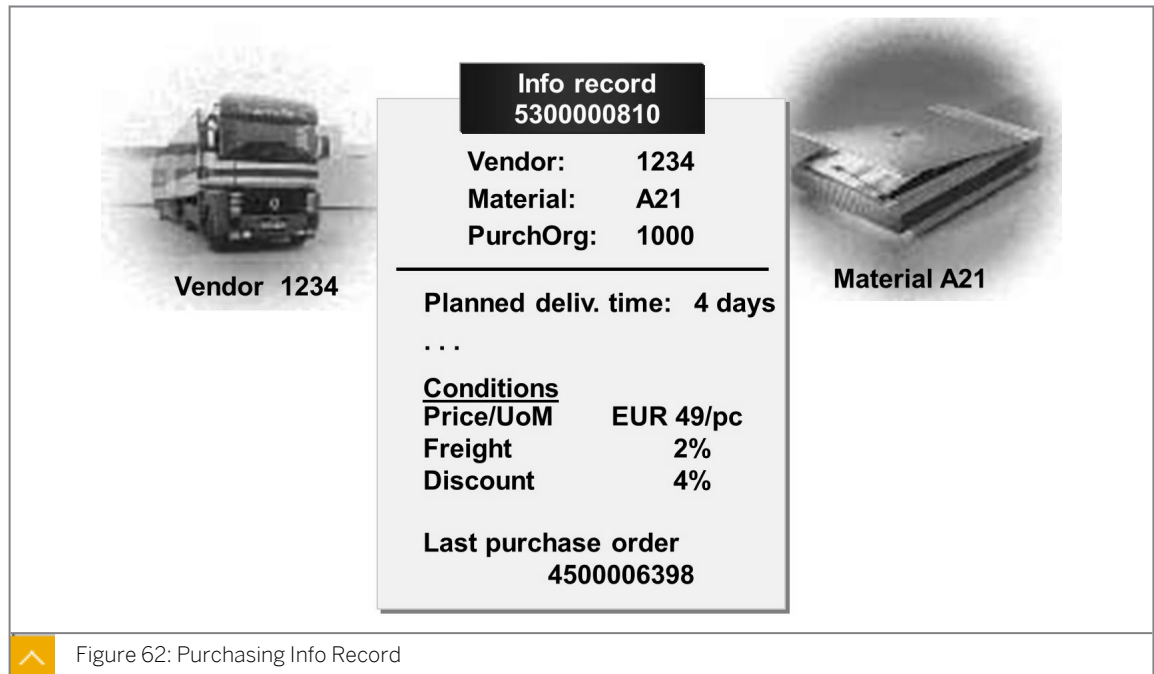 Info record
5300000810
Vendor: 1234
Material: A21
PurchOrg: 1000
Vendor 1234
Material A21
Planned deliv. time: 4 days
. . .
Conditions
Price/UoM EUR 49/pc
Freight 2%
Discount 4%
Last purchase order
4500006398
Figure 62: Purchasing Info Record